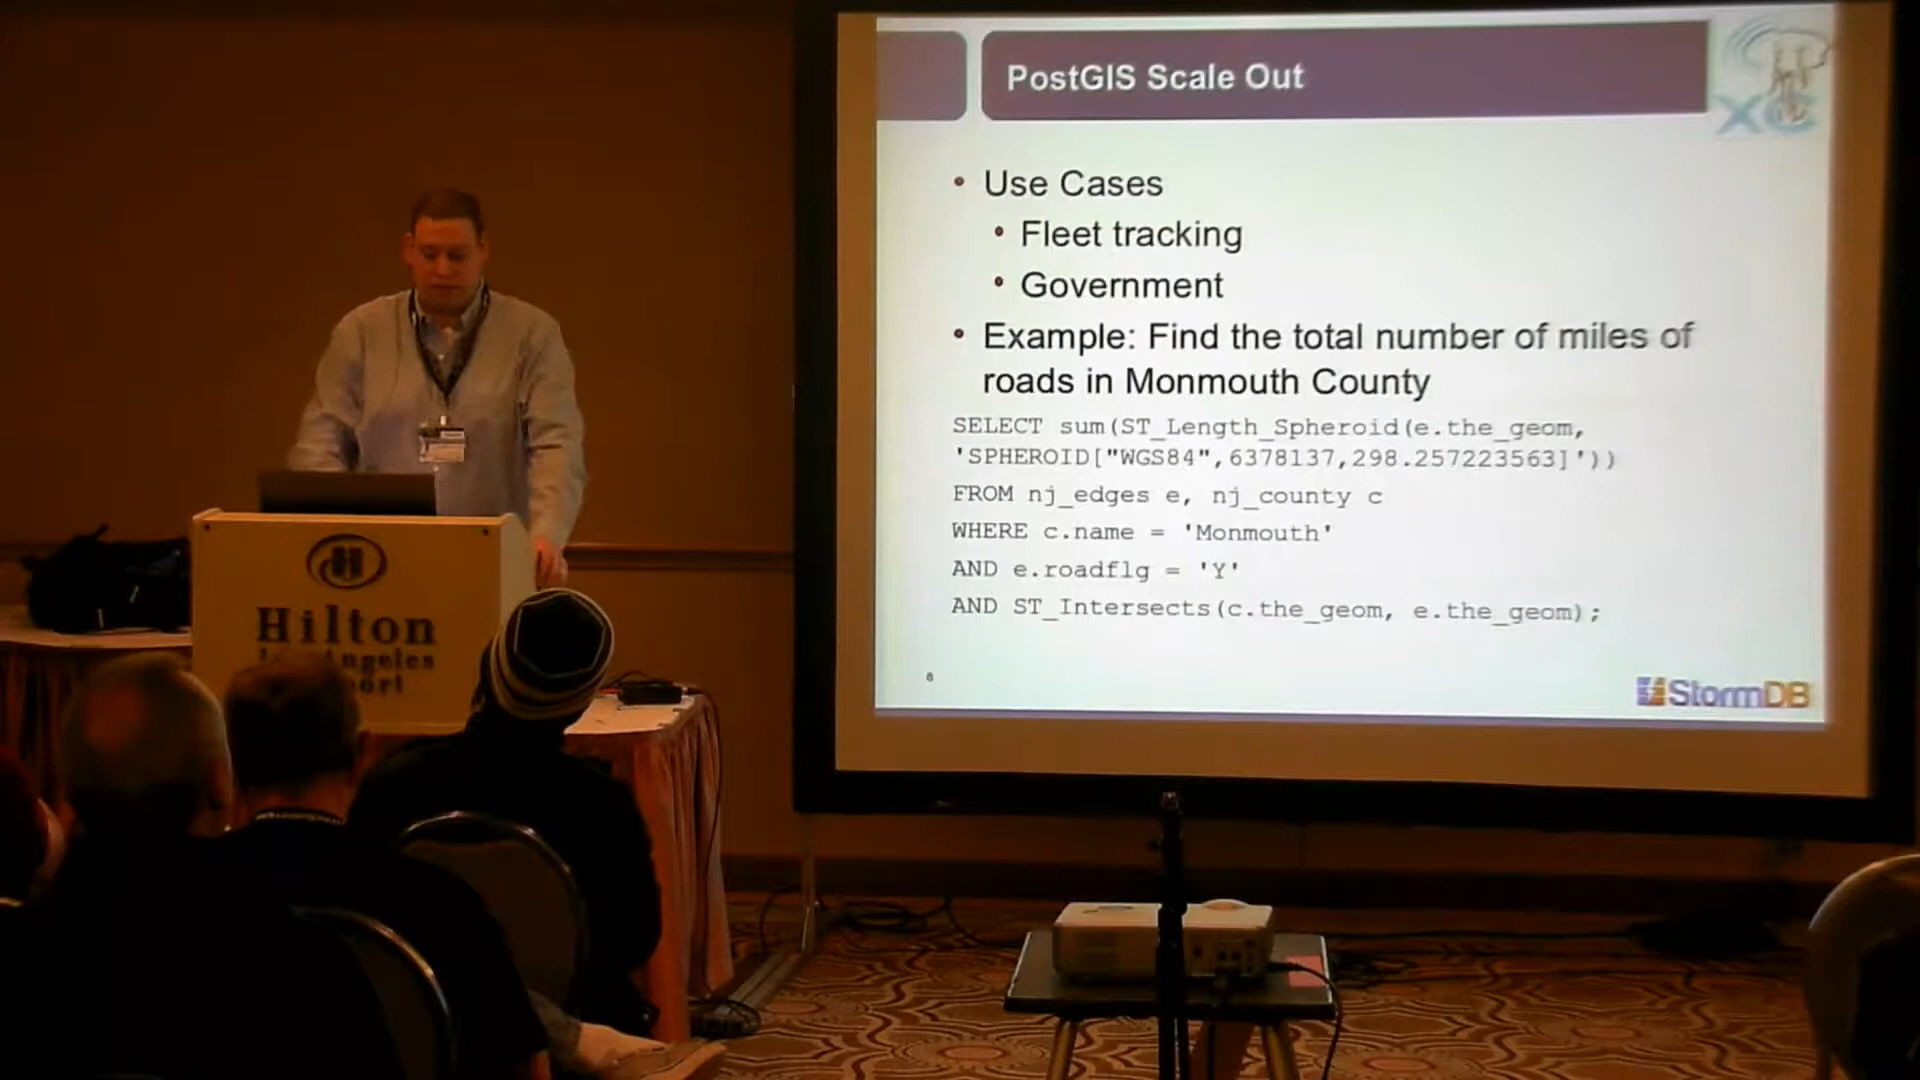 PostGIS Scale Out
XC
• Use Cases
• Fleet tracking
• Government
• Example: Find the total number of miles of
roads in Monmouth County
SELECT sum(ST_Length_Spheroid(e.the_geom,
'SPHEROID["WGS84",6378137,298.257223563]'))
FROM nj_edges e, nj_county c
WHERE c.name = 'Monmouth'
AND e.roadflg = 'Y'
AND ST_Intersects(c.the_geom, e.the_geom);
StormDB
H
Hilton
Angeles